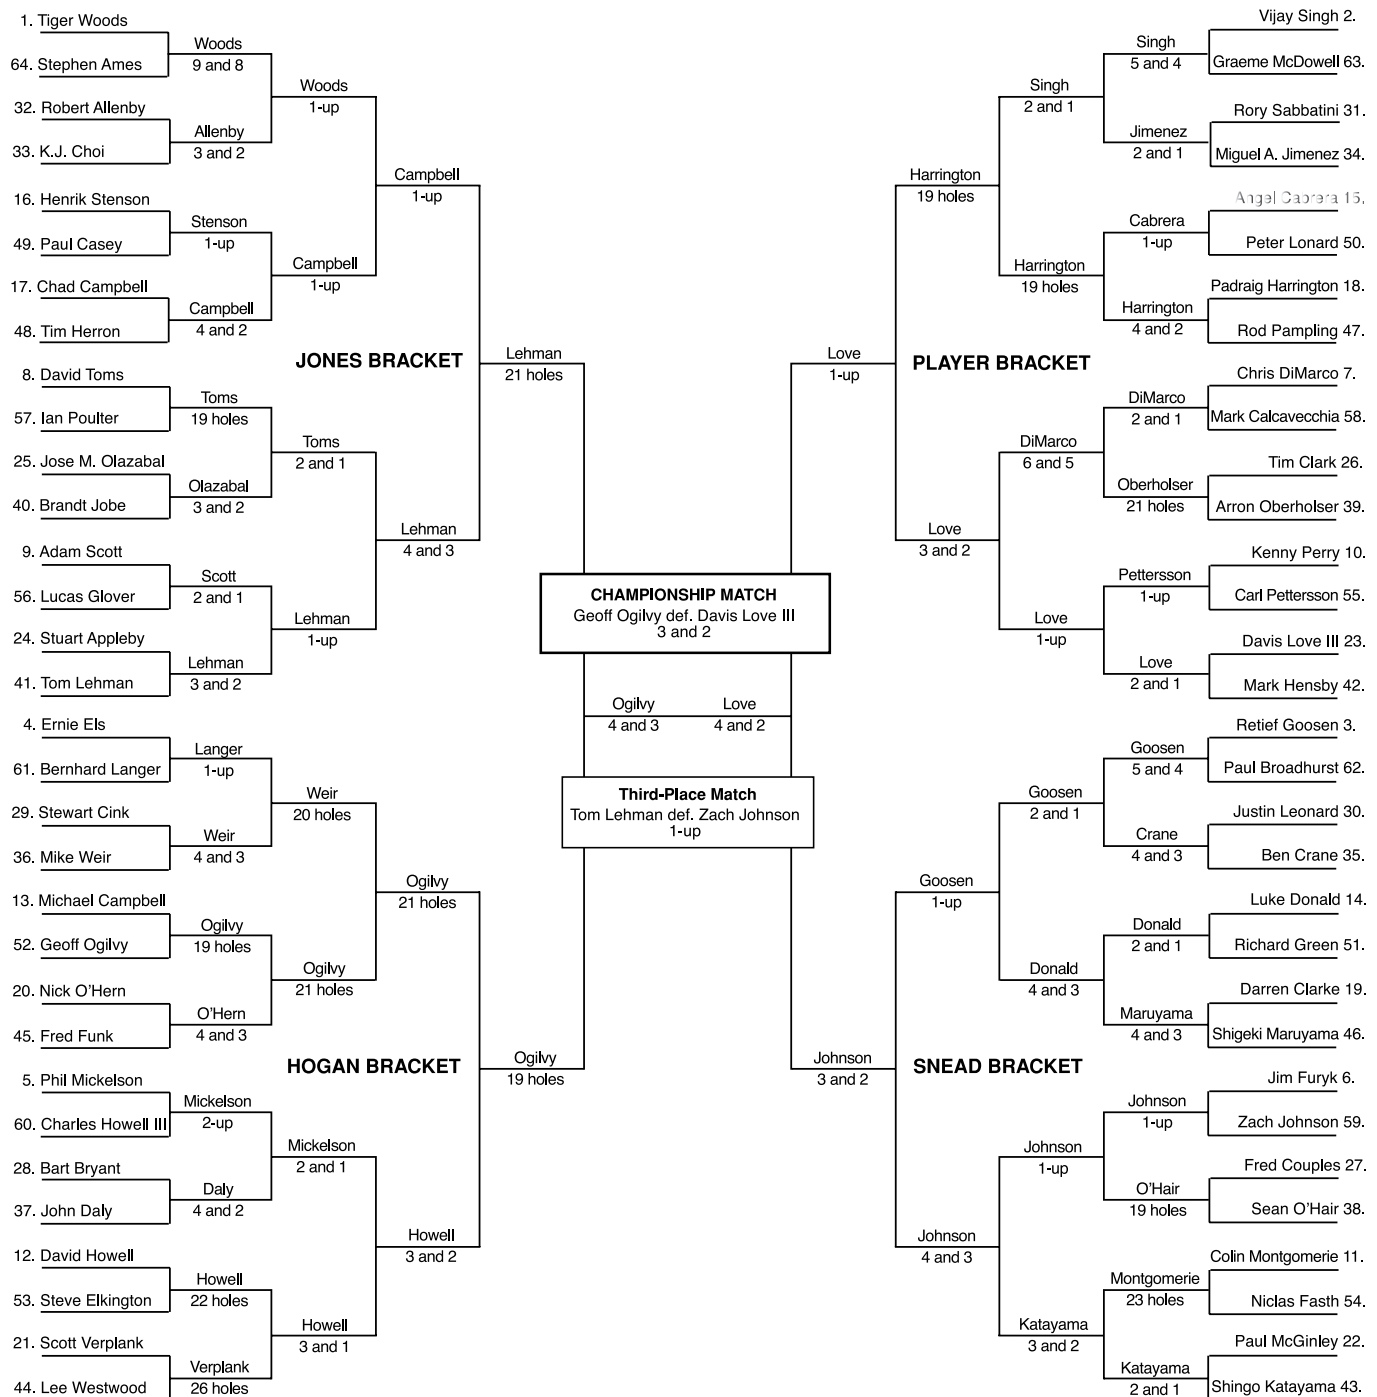 1. Tiger Woods
64. Stephen Ames
32. Robert Allenby
33. K.J. Choi
16. Henrik Stenson
49. Paul Casey
17. Chad Campbell
48. Tim Herron
8. David Toms
57. Ian Poulter
25. Jose M. Olazabal
40. Brandt Jobe
9. Adam Scott
56. Lucas Glover
24. Stuart Appleby
41. Tom Lehman
4. Ernie Els
61. Bernhard Langer
29. Stewart Cink
36. Mike Weir
13. Michael Campbell
52. Geoff Ogilvy
20. Nick O'Hern
45. Fred Funk
5. Phil Mickelson
60. Charles Howell III
28. Bart Bryant
37. John Daly
12. David Howell
53. Steve Elkington
21. Scott Verplank
44. Lee Westwood
Woods
9 and 8
Allenby
3 and 2
Stenson
1-up
Campbell
4 and 2
Toms
19 holes
Olazabal
3 and 2
Scott
2 and 1
Lehman
3 and 2
Langer
1-up
Weir
4 and 3
Ogilvy
19 holes
O'Hern
4 and 3
Mickelson
2-up
Daly
4 and 2
Howell
22 holes
Verplank
26 holes
Woods
1-up
Campbell
1-up
Toms
2 and 1
Lehman
1-up
Weir
20 holes
Ogilvy
21 holes
Mickelson
2 and 1
Howell
3 and 1
Campbell
1-up
Lehman
4 and 3
Ogilvy
21 holes
Howell
3 and 2
JONES BRACKET
HOGAN BRACKET
Lehman
21 holes
Ogilvy
19 holes
CHAMPIONSHIP MATCH
Geoff Ogilvy def. Davis Love III
3 and 2
Ogilvy
4 and 3
Love
4 and 2
Third-Place Match
Tom Lehman def. Zach Johnson
1-up
Love
1-up
Johnson
3 and 2
PLAYER BRACKET
SNEAD BRACKET
Harrington
19 holes
Love
3 and 2
Goosen
1-up
Johnson
4 and 3
Singh
2 and 1
Harrington
19 holes
DiMarco
6 and 5
Love
1-up
Goosen
2 and 1
Donald
4 and 3
Johnson
1-up
Katayama
3 and 2
Singh
5 and 4
Jimenez
2 and 1
Cabrera
1-up
Harrington
4 and 2
DiMarco
2 and 1
Oberholser
21 holes
Pettersson
1-up
Love
2 and 1
Goosen
5 and 4
Crane
4 and 3
Donald
2 and 1
Maruyama
4 and 3
Johnson
1-up
O'Hair
19 holes
Montgomerie
23 holes
Katayama
2 and 1
Vijay Singh 2.
Graeme McDowell 63.
Rory Sabbatini 31.
Miguel A. Jimenez 34.
Angel Cabrera 15.
Peter Lonard 50.
Padraig Harrington 18.
Rod Pampling 47.
Chris DiMarco 7.
Mark Calcavecchia 58.
Tim Clark 26.
Arron Oberholser 39.
Kenny Perry 10.
Carl Pettersson 55.
Davis Love III 23.
Mark Hensby 42.
Retief Goosen 3.
Paul Broadhurst 62.
Justin Leonard 30.
Ben Crane 35.
Luke Donald 14.
Richard Green 51.
Darren Clarke 19.
Shigeki Maruyama 46.
Jim Furyk 6.
Zach Johnson 59.
Fred Couples 27.
Sean O'Hair 38.
Colin Montgomerie 11.
Niclas Fasth 54.
Paul McGinley 22.
Shingo Katayama 43.